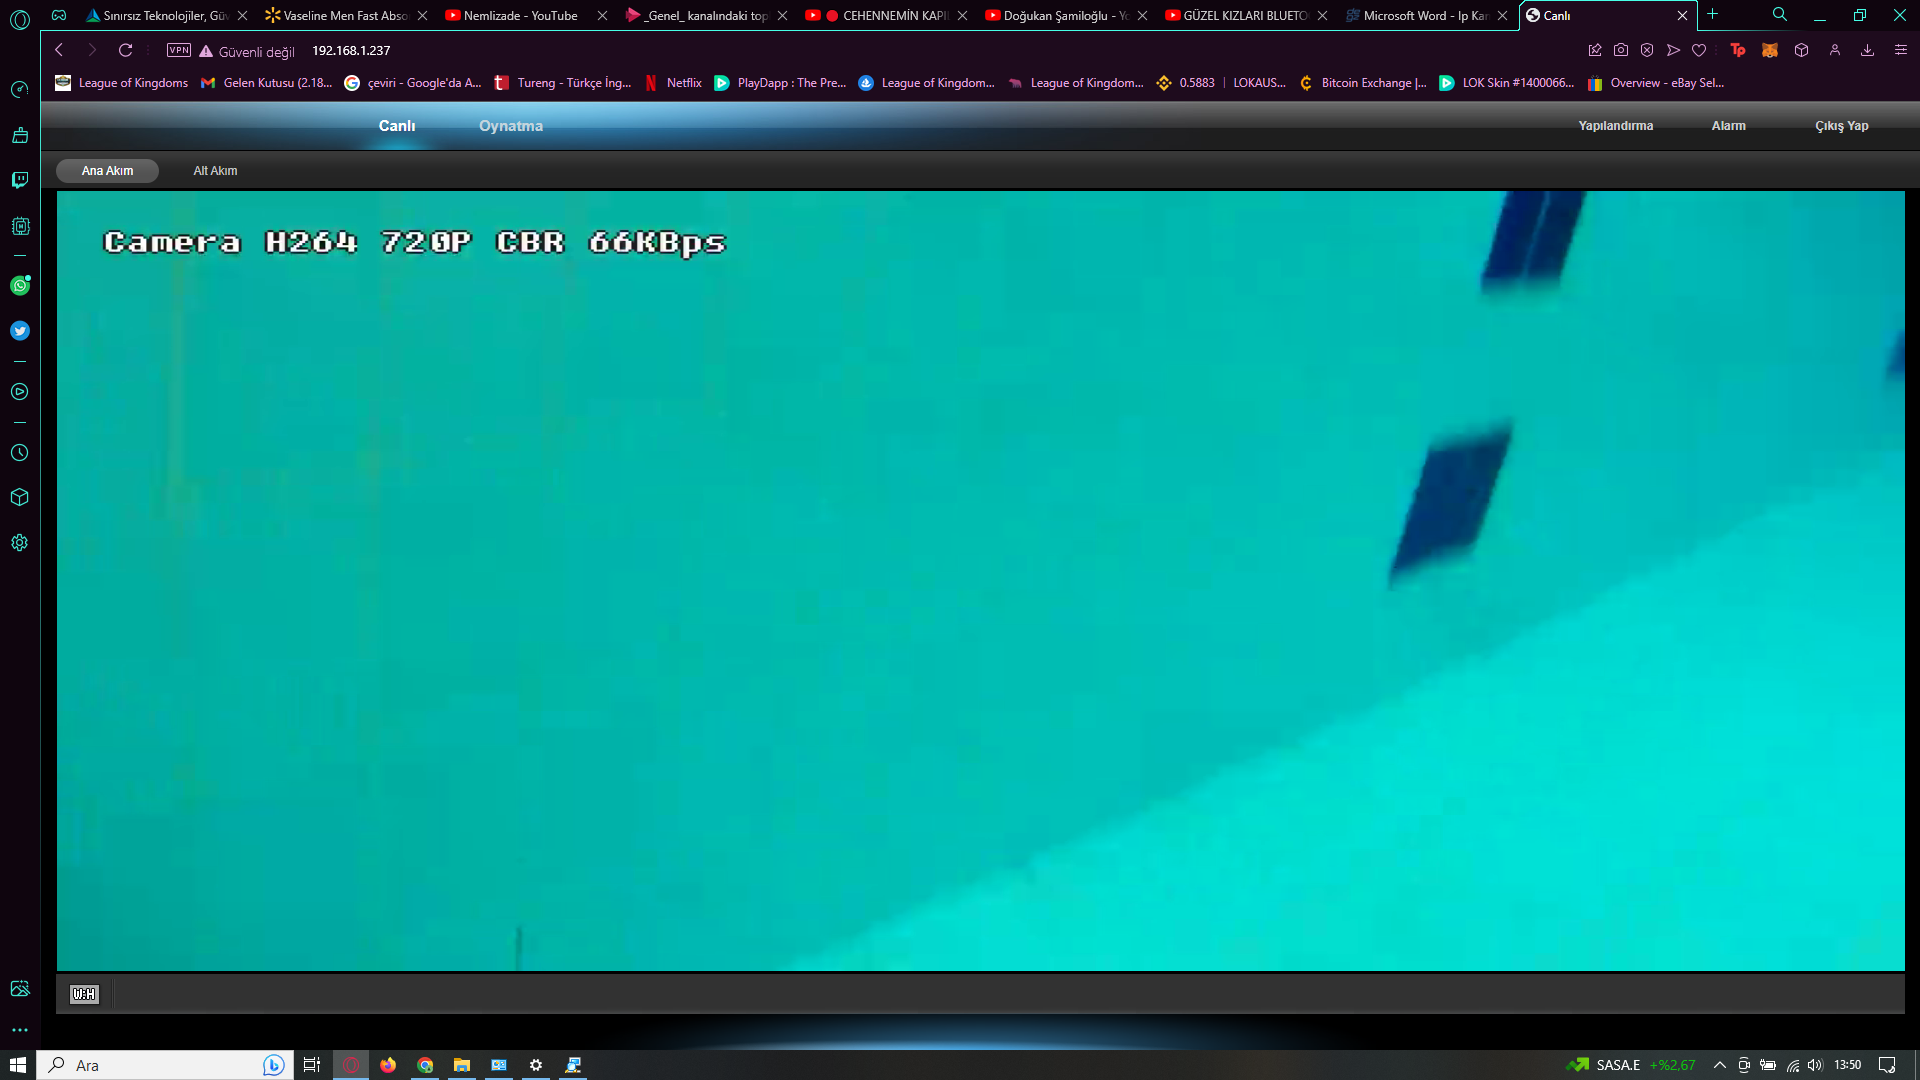 Sınırsız Teknolojiler, Güv
Vaseline Men Fast Abso
Nemlizade - YouTube
_Genel_ kanalındaki top
CEHENNEMİN KAPI
Doğukan Şamiloğlu - Yo
GÜZEL KIZLARI BLUETO
Microsoft Word - Ip Kan
Canlı
VPN
Güvenli değil
192.168.1.237
League of Kingdoms
Gelen Kutusu (2.18...
çeviri - Google'da A...
Tureng - Türkçe İng...
Netflix
PlayDapp : The Pre...
League of Kingdom...
League of Kingdom...
0.5883 | LOKAUS...
Bitcoin Exchange |...
LOK Skin #1400066...
Overview - eBay Sel...
Canlı
Oynatma
Yapılandırma
Alarm
Çıkış Yap
Ana Akım
Alt Akım
Camera H264 720P CBR 66KBps
W:H
Ara
SASA.E +%2,67
13:50